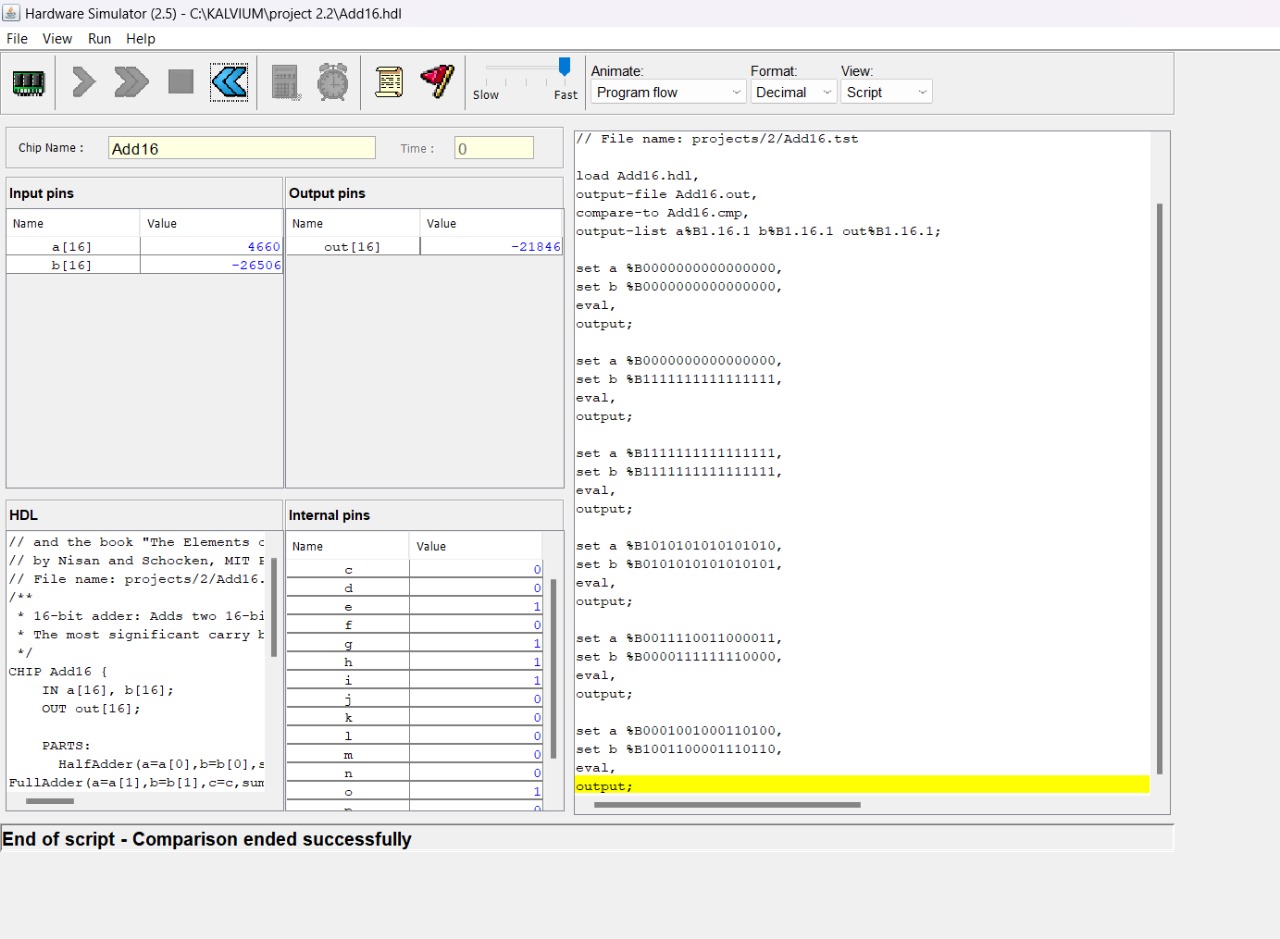 Hardware Simulator (2.5) - C:\KALVIUM\project 2.2\Add16.hdl
File View Run Help
Slow Fast
Animate: Format: View:
Program flow Decimal Script
Chip Name : Add16 Time : 0
Input pins Output pins
Name Value Name Value
a[16] 4660 out[16] -21846
b[16] -26506
HDL
// and the book "The Elements o
// by Nisan and Schocken, MIT P
// File name: projects/2/Add16.
/**
* 16-bit adder: Adds two 16-bi
* The most significant carry b
*/
CHIP Add16 {
IN a[16], b[16];
OUT out[16];
PARTS:
HalfAdder(a=a[0],b=b[0],s
FullAdder(a=a[1],b=b[1],c=c,sum
Internal pins
Name Value
c 0
d 0
e 1
f 0
g 1
h 1
i 1
j 0
k 0
l 0
m 0
n 0
o 1
// File name: projects/2/Add16.tst
load Add16.hdl,
output-file Add16.out,
compare-to Add16.cmp,
output-list a%B1.16.1 b%B1.16.1 out%B1.16.1;
set a %B0000000000000000,
set b %B0000000000000000,
eval,
output;
set a %B0000000000000000,
set b %B1111111111111111,
eval,
output;
set a %B1111111111111111,
set b %B1111111111111111,
eval,
output;
set a %B1010101010101010,
set b %B0101010101010101,
eval,
output;
set a %B0011110011000011,
set b %B0000111111110000,
eval,
output;
set a %B0001001000110100,
set b %B1001100001110110,
eval,
output;
End of script - Comparison ended successfully